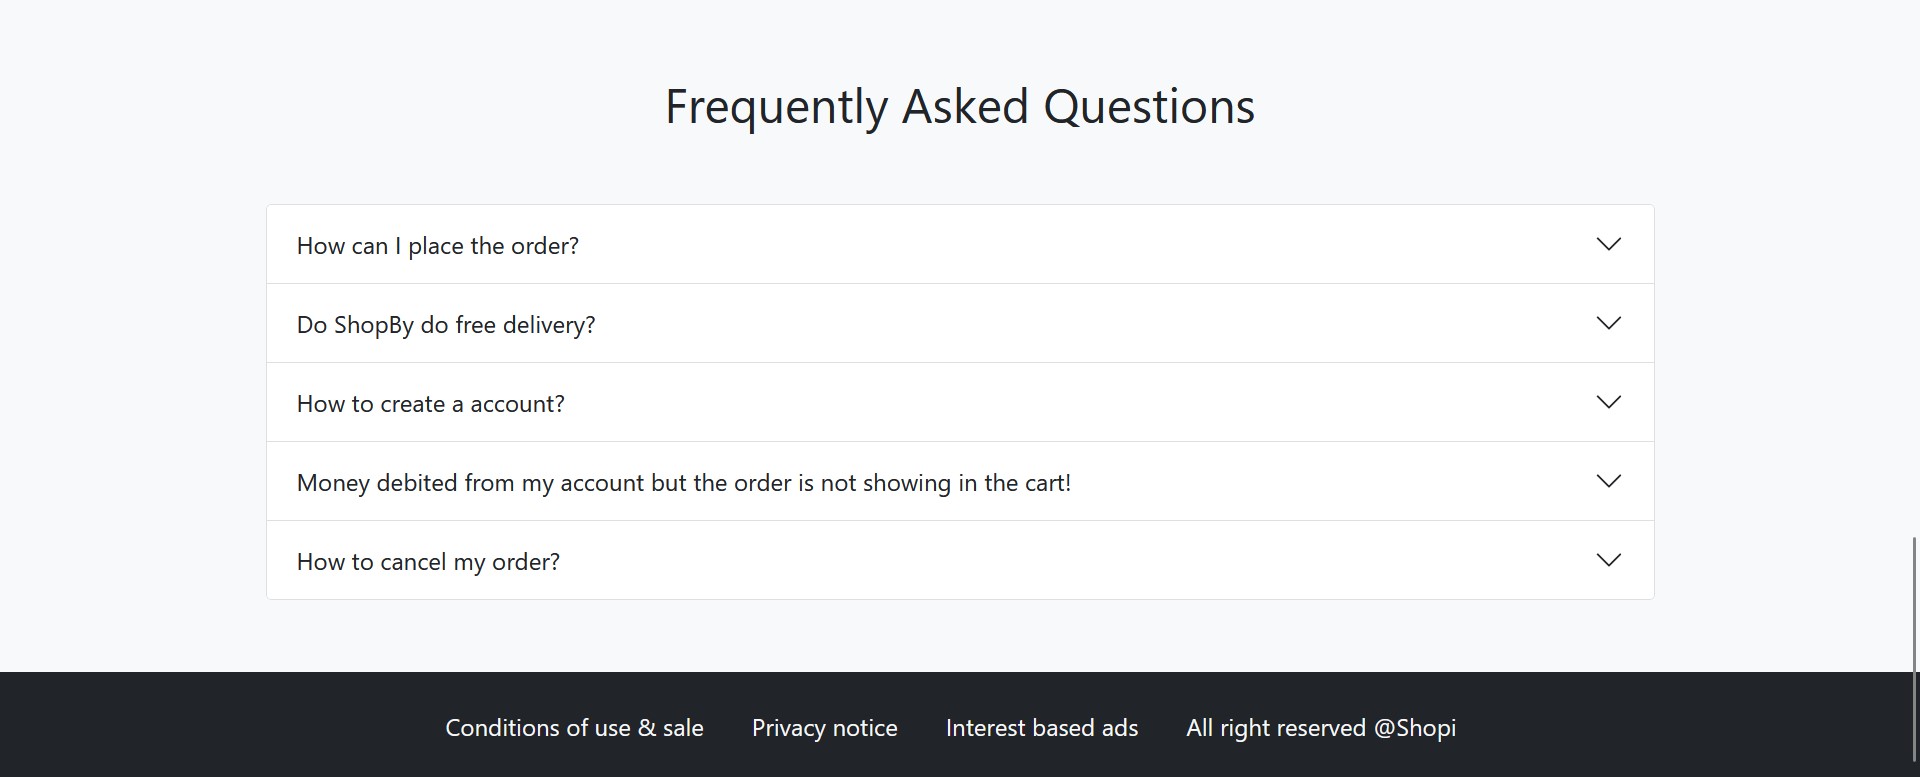 Frequently Asked Questions
How can I place the order?
Do ShopBy do free delivery?
How to create a account?
Money debited from my account but the order is not showing in the cart!
How to cancel my order?
Conditions of use & sale Privacy notice Interest based ads All right reserved @Shopi